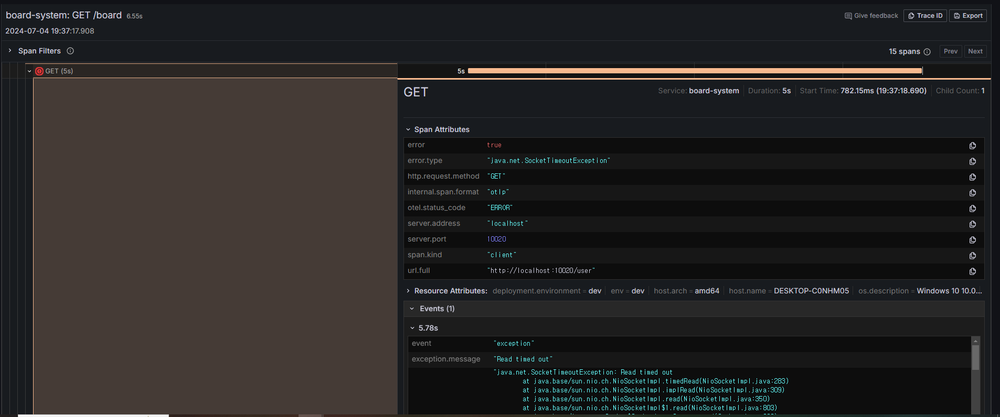 board-system: GET /board 6.55s
Give feedback Trace ID Export
2024-07-04 19:37:17.908
Span Filters
15 spans Prev Next
GET (5s)
5s
GET
Service: board-system Duration: 5s Start Time: 782.15ms (19:37:18.690) Child Count: 1
Span Attributes
error true
error.type "java.net.SocketTimeoutException"
http.request.method "GET"
internal.span.format "otlp"
otel.status_code "ERROR"
server.address "localhost"
server.port 10020
span.kind "client"
url.full "http://localhost:10020/user"
Resource Attributes: deployment.environment = dev env = dev host.arch = amd64 host.name = DESKTOP-C0NHM05 os.description = Windows 10 10.0...
Events (1)
5.78s
event "exception"
exception.message "Read timed out"
"java.net.SocketTimeoutException: Read timed out
at java.base/sun.nio.ch.NioSocketImpl.timedRead(NioSocketImpl.java:283)
at java.base/sun.nio.ch.NioSocketImpl.implRead(NioSocketImpl.java:309)
at java.base/sun.nio.ch.NioSocketImpl.read(NioSocketImpl.java:350)
at java.base/sun.nio.ch.NioSocketImpl$1.read(NioSocketImpl.java:803)